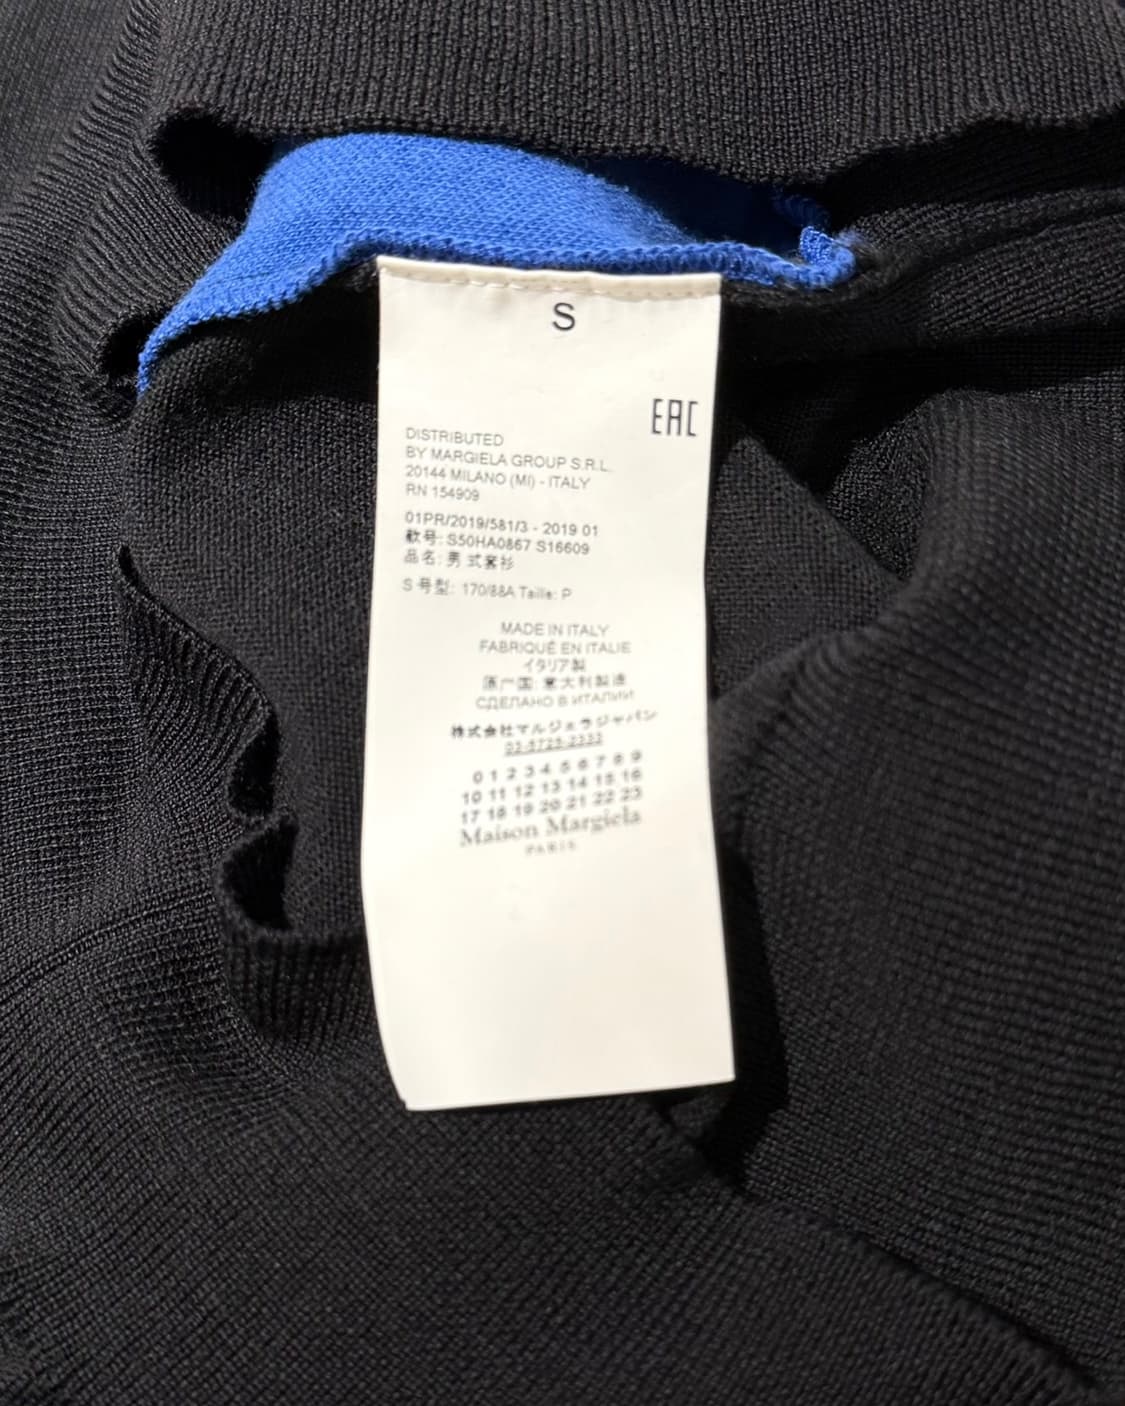 S
EAC
DISTRIBUTED
BY MARGIELA GROUP S.R.L.
20144 MILANO (MI) - ITALY
RN 154909
01PR/2019/581/3 - 2019 01
款号: S50HA0867 S16609
品名: 男 式套衫
S 号型: 170/88A Taille: P
MADE IN ITALY
FABRIQUÉ EN ITALIE
イタリア製
原产国: 意大利製造
СДЕЛАНО В ИТАЛИИ
株式会社マルジェラジャパン
03-5725-2333
0 1 2 3 4 5 6 7 8 9
10 11 12 13 14 15 16
17 18 19 20 21 22 23
Maison Margiela
PARIS